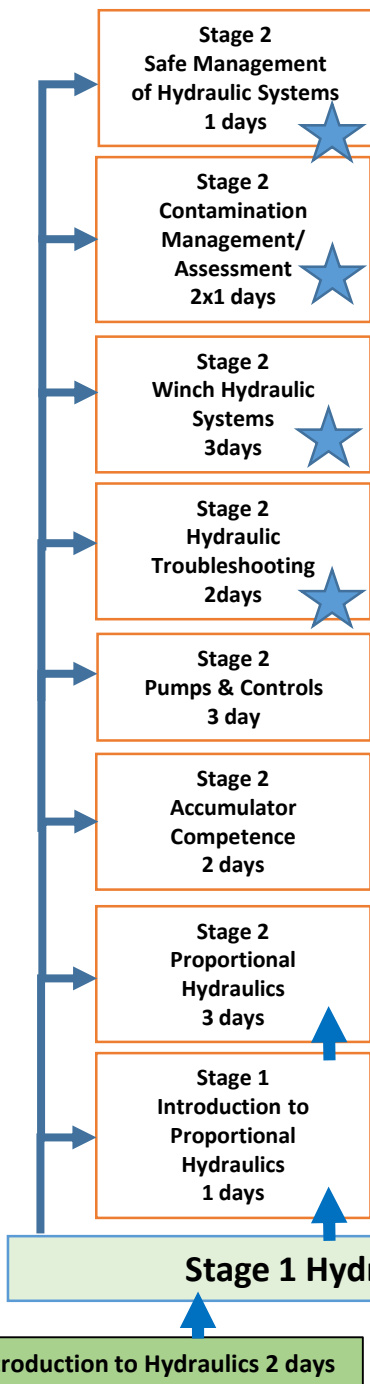 Stage 2
Safe Management
of Hydraulic Systems
1 days
Stage 2
Contamination
Management/
Assessment
2x1 days
Stage 2
Winch Hydraulic
Systems
3days
Stage 2
Hydraulic
Troubleshooting
2days
Stage 2
Pumps & Controls
3 day
Stage 2
Accumulator
Competence
2 days
Stage 2
Proportional
Hydraulics
3 days
Stage 1
Introduction to
Proportional
Hydraulics
1 days
Stage 1
to Hydraulics 2 days